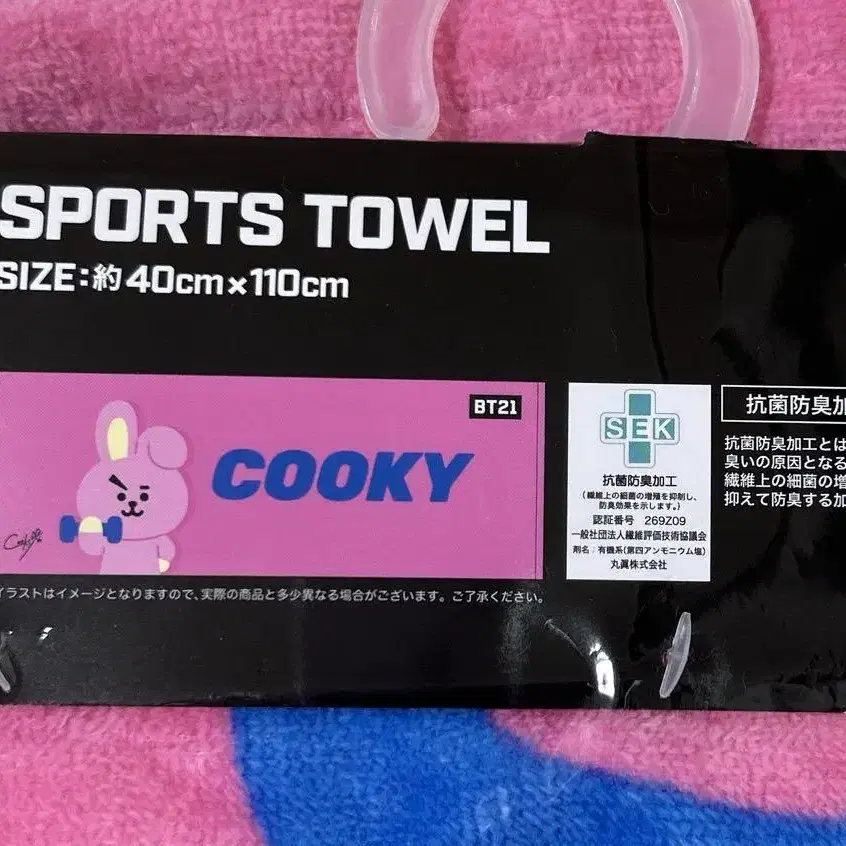 SPORTS TOWEL
SIZE:約40cm×110cm
BT21
COOKY
SEK
抗菌防臭加工
(繊維上の細菌の増殖を抑制し、
防臭効果を示します。)
認証番号 269Z09
一般社団法人繊維評価技術協議会
剤名:有機系(第四アンモニウム塩)
丸眞株式会社
抗菌防臭加
抗菌防臭加工とは
臭いの原因となる
繊維上の細菌の増
抑えて防臭する加
イラストはイメージとなりますので、実際の商品と多少異なる場合がございます。ご了承ください。